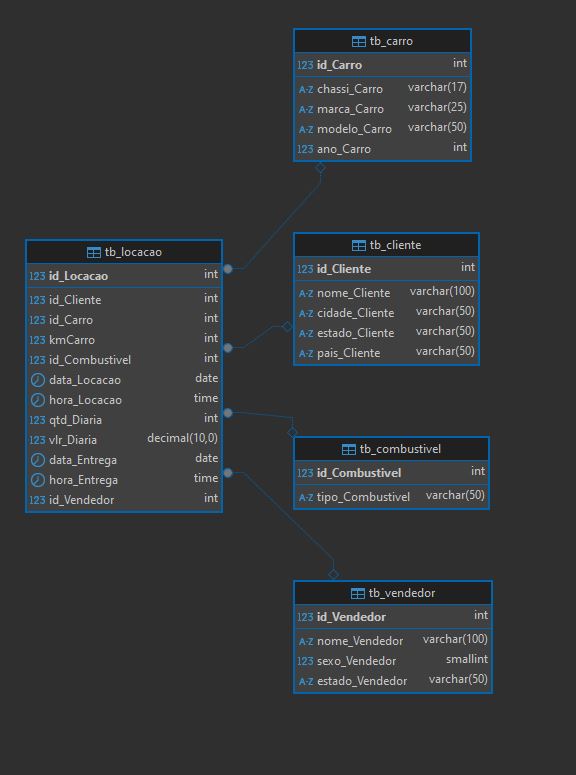 tb_carro
123 id_Carro int
A-Z chassi_Carro varchar(17)
A-Z marca_Carro varchar(25)
A-Z modelo_Carro varchar(50)
123 ano_Carro int
tb_locacao
123 id_Locacao int
123 id_Cliente int
123 id_Carro int
123 kmCarro int
123 id_Combustivel int
data_Locacao date
hora_Locacao time
123 qtd_Diaria int
123 vlr_Diaria decimal(10,0)
data_Entrega date
hora_Entrega time
123 id_Vendedor int
tb_cliente
123 id_Cliente int
A-Z nome_Cliente varchar(100)
A-Z cidade_Cliente varchar(50)
A-Z estado_Cliente varchar(50)
A-Z pais_Cliente varchar(50)
tb_combustivel
123 id_Combustivel int
A-Z tipo_Combustivel varchar(50)
tb_vendedor
123 id_Vendedor int
A-Z nome_Vendedor varchar(100)
123 sexo_Vendedor smallint
A-Z estado_Vendedor varchar(50)